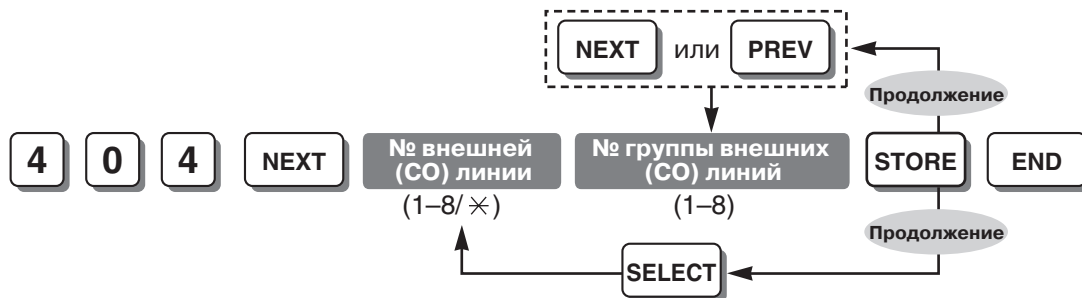 NEXT или PREV
Продолжение
4 0 4 NEXT № внешней (CO) линии № группы внешних (CO) линий STORE END
(1–8/✳) (1–8)
Продолжение
SELECT